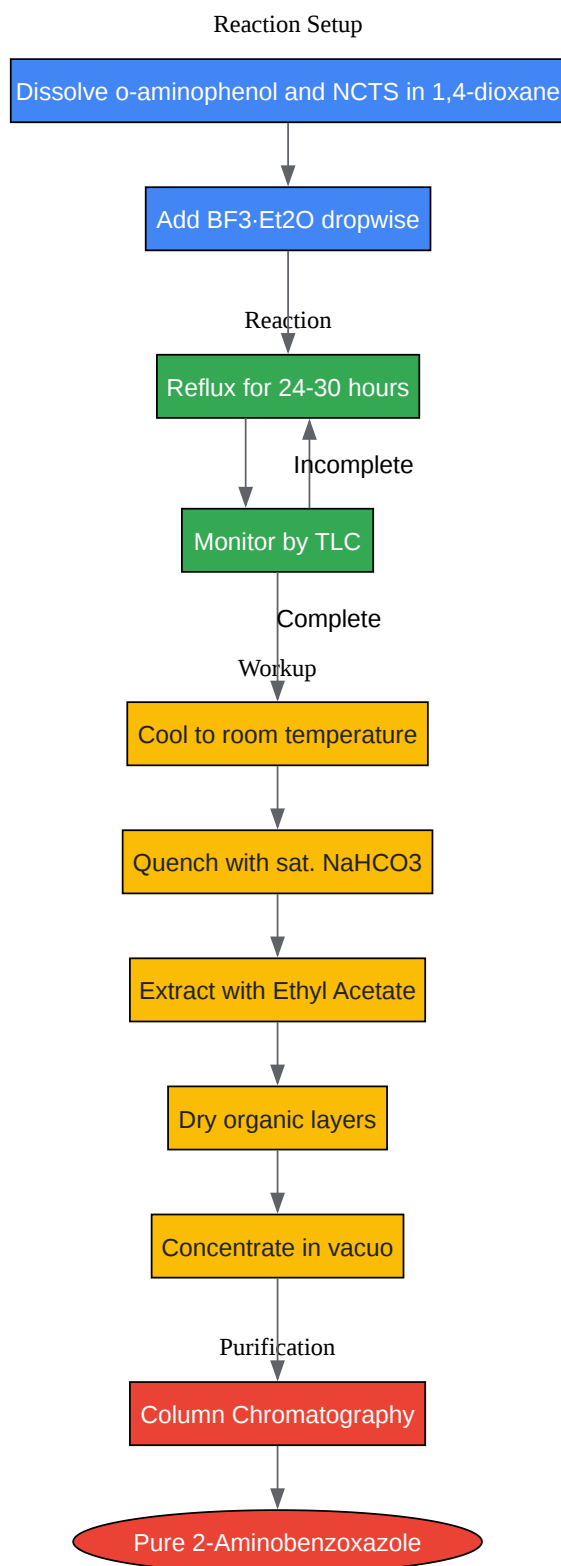 Reaction Setup
Dissolve o-aminophenol and NCTS in 1,4-dioxane
Add BF3·Et2O dropwise
Reaction
Reflux for 24-30 hours
Incomplete
Monitor by TLC
Complete
Workup
Cool to room temperature
Quench with sat. NaHCO3
Extract with Ethyl Acetate
Dry organic layers
Concentrate in vacuo
Purification
Column Chromatography
Pure 2-Aminobenzoxazole